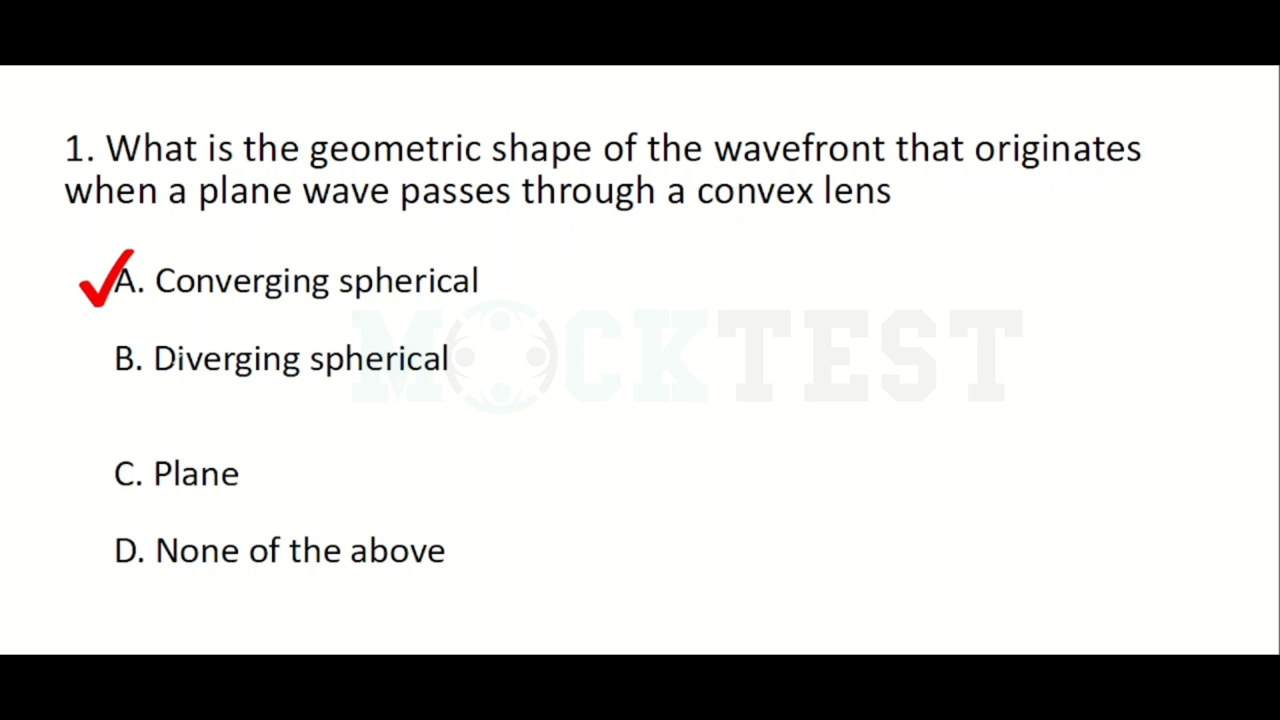 1. What is the geometric shape of the wavefront that originates
when a plane wave passes through a convex lens
A. Converging spherical
B. Diverging spherical
MOCKTEST
C. Plane
D. None of the above